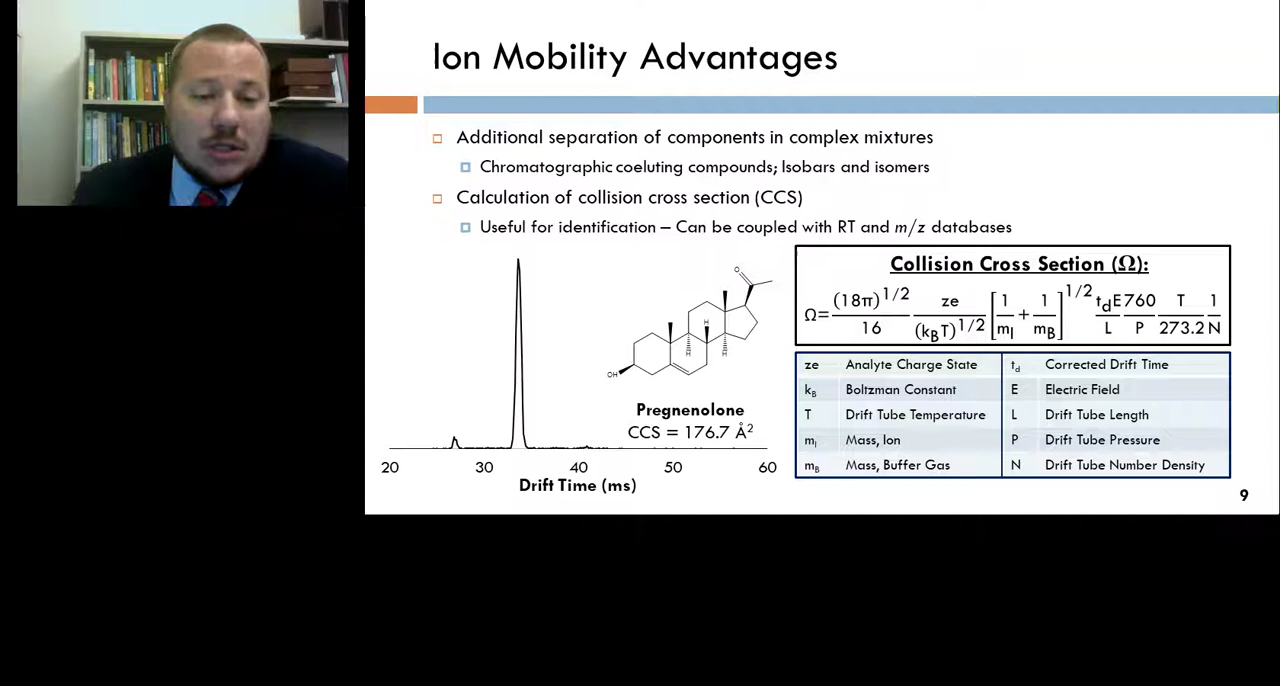 Ion Mobility Advantages
Additional separation of components in complex mixtures
Chromatographic coeluting compounds; Isobars and isomers
Calculation of collision cross section (CCS)
Useful for identification – Can be coupled with RT and m/z databases
O
H
H
H
OH
Pregnenolone
CCS = 176.7 Å²
20 30 40 50 60
Drift Time (ms)
Collision Cross Section (Ω):
Ω= (18π)^1/2 / 16 ze / (k_BT)^1/2 [1/m_I + 1/m_B]^1/2 t_dE/L 760/P T/273.2 1/N
ze Analyte Charge State t_d Corrected Drift Time
k_B Boltzman Constant E Electric Field
T Drift Tube Temperature L Drift Tube Length
m_I Mass, Ion P Drift Tube Pressure
m_B Mass, Buffer Gas N Drift Tube Number Density
9